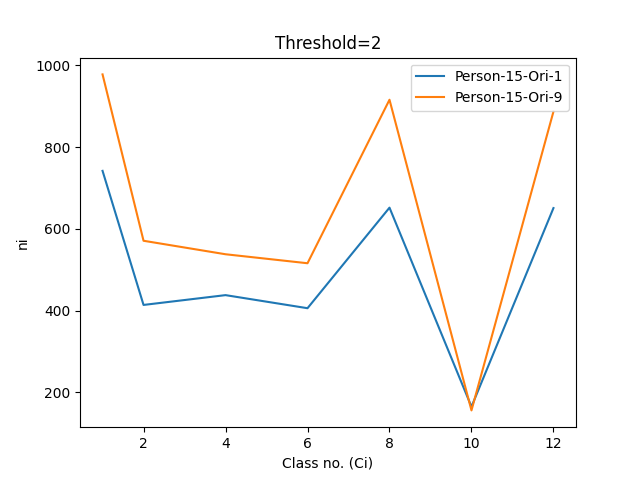 Threshold=2
Person-15-Ori-1
Person-15-Ori-9
1000
800
600
400
200
ni
2 4 6 8 10 12
Class no. (Ci)